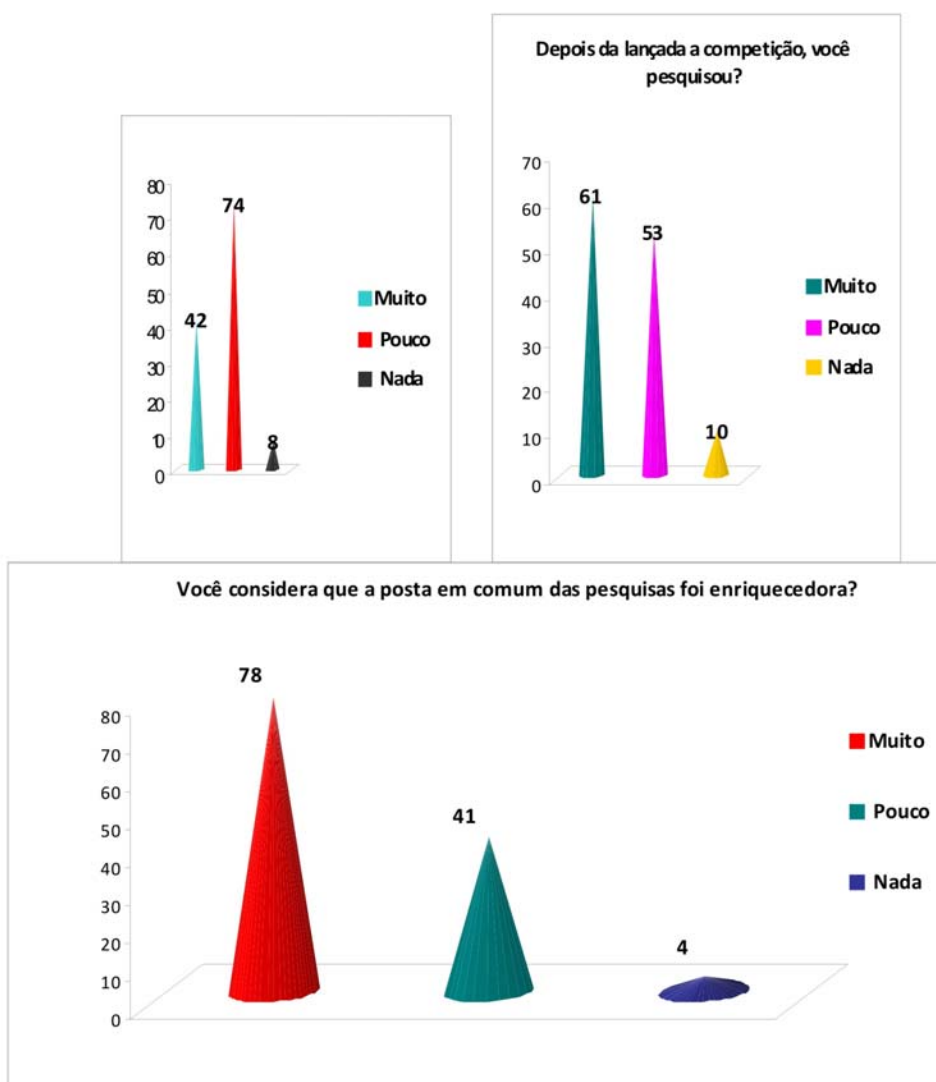 80
70
60
50
40
30
20
10
0
74
42
8
Muito
Pouco
Nada
Depois da lançada a competição, você
pesquisou?
70
60
50
40
30
20
10
0
61
53
10
Muito
Pouco
Nada
Você considera que a posta em comum das pesquisas foi enriquecedora?
78
41
4
80
70
60
50
40
30
20
10
0
Muito
Pouco
Nada